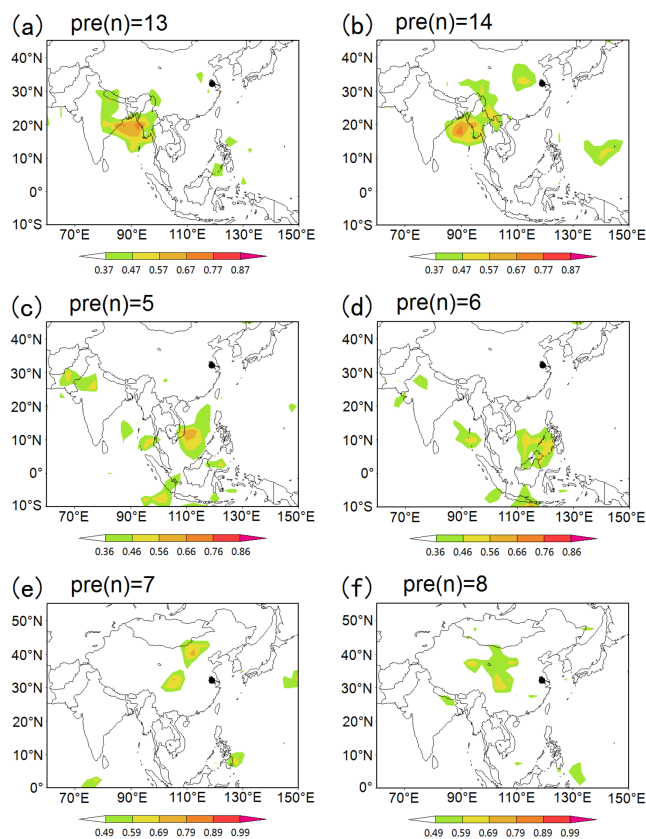 (a) pre(n)=13
(b) pre(n)=14
40°N
30°N
20°N
10°N
0°
10°S
70°E 90°E 110°E 130°E 150°E
0.37 0.47 0.57 0.67 0.77 0.87
40°N
30°N
20°N
10°N
0°
10°S
70°E 90°E 110°E 130°E 150°E
0.37 0.47 0.57 0.67 0.77 0.87
(c) pre(n)=5
(d) pre(n)=6
40°N
30°N
20°N
10°N
0°
10°S
70°E 90°E 110°E 130°E 150°E
0.36 0.46 0.56 0.66 0.76 0.86
40°N
30°N
20°N
10°N
0°
10°S
70°E 90°E 110°E 130°E 150°E
0.36 0.46 0.56 0.66 0.76 0.86
(e) pre(n)=7
(f) pre(n)=8
50°N
40°N
30°N
20°N
10°N
0°
70°E 90°E 110°E 130°E 150°E
0.49 0.59 0.69 0.79 0.89 0.99
50°N
40°N
30°N
20°N
10°N
0°
70°E 90°E 110°E 130°E 150°E
0.49 0.59 0.69 0.79 0.89 0.99